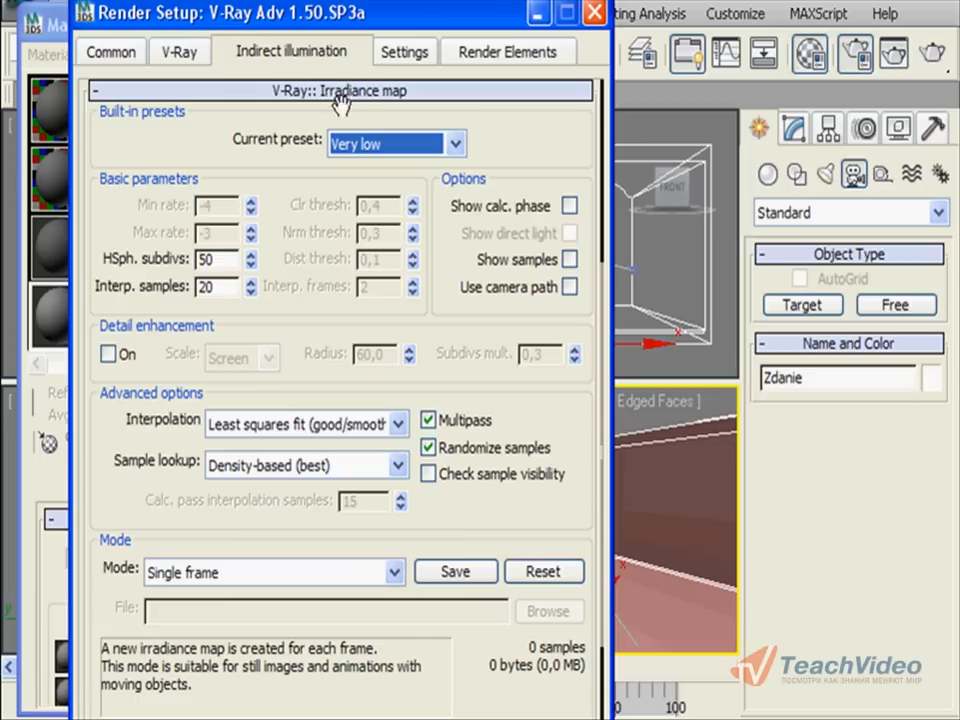 Render Setup: V-Ray Adv 1.50.SP3a
Ma
ting Analysis Customize MAXScript Help
Common V-Ray Indirect illumination Settings Render Elements
Material
- V-Ray:: Irradiance map
Built-in presets
Current preset: Very low
Basic parameters
Min rate: -4 Clr thresh: 0,4
Max rate: -3 Nrm thresh: 0,3
HSph. subdivs: 50 Dist thresh: 0,1
Interp. samples: 20 Interp. frames: 2
Options
Show calc. phase
Show direct light
Show samples
Use camera path
Detail enhancement
On Scale: Screen Radius: 60,0 Subdivs mult. 0,3
Advanced options
Interpolation Least squares fit (good/smooth
Multipass
Randomize samples
Sample lookup: Density-based (best)
Check sample visibility
Calc. pass interpolation samples: 15
Mode
Mode: Single frame Save Reset
File: Browse
A new irradiance map is created for each frame.
This mode is suitable for still images and animations with
moving objects.
0 samples
0 bytes (0,0 MB)
Refl
FRONT
Edged Faces ]
x
x
100
Standard
- Object Type
AutoGrid
Target Free
- Name and Color
Zdanie
TeachVideo
ПОСМОТРИ КАК ЗНАНИЯ МЕНЯЮТ МИР